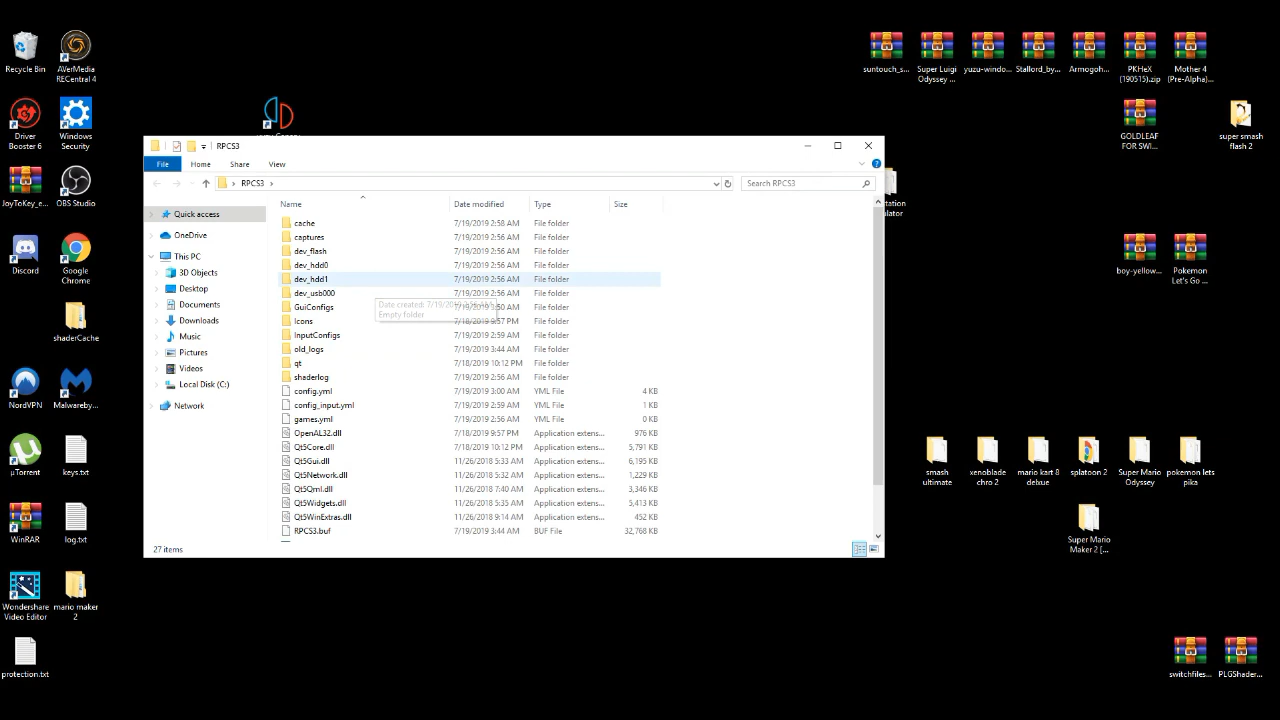 Recycle Bin
AVerMedia
RECentral 4
Driver
Booster 6
Windows
Security
JoyToKey_e...
OBS Studio
Discord
Google
Chrome
shaderCache
NordVPN
Malwareby...
µTorrent
keys.txt
WinRAR
log.txt
Wondershare
Video Editor
mario maker
2
protection.txt
RPCS3
File
Home
Share
View
RPCS3
Search RPCS3
Quick access
OneDrive
This PC
3D Objects
Desktop
Documents
Downloads
Music
Pictures
Videos
Local Disk (C:)
Network
Name Date modified Type Size
cache 7/19/2019 2:58 AM File folder
captures 7/19/2019 2:56 AM File folder
dev_flash 7/19/2019 2:56 AM File folder
dev_hdd0 7/19/2019 2:56 AM File folder
dev_hdd1 7/19/2019 2:56 AM File folder
dev_usb000 7/19/2019 2:56 AM File folder
GuiConfigs File folder
Date created:
Empty folder
Icons File folder
InputConfigs 7/19/2019 2:59 AM File folder
old_logs 7/19/2019 3:44 AM File folder
qt 7/18/2019 10:12 PM File folder
shaderlog 7/19/2019 2:56 AM File folder
config.yml 7/19/2019 3:00 AM YML File 4 KB
config_input.yml 7/19/2019 2:59 AM YML File 1 KB
games.yml 7/19/2019 2:56 AM YML File 0 KB
OpenAL32.dll 7/18/2019 9:57 PM Application extens... 976 KB
Qt5Core.dll 7/18/2019 10:12 PM Application extens... 5,791 KB
Qt5Gui.dll 11/26/2018 5:33 AM Application extens... 6,195 KB
Qt5Network.dll 11/26/2018 5:32 AM Application extens... 1,229 KB
Qt5Qml.dll 11/26/2018 7:40 AM Application extens... 3,346 KB
Qt5Widgets.dll 11/26/2018 5:35 AM Application extens... 5,413 KB
Qt5WinExtras.dll 11/26/2018 9:14 AM Application extens... 452 KB
RPCS3.buf 7/19/2019 3:44 AM BUF File 32,768 KB
27 items
suntouch_s...
Super Luigi
Odyssey ...
yuzu-windo...
Stallord_by...
Armogoh...
PKHeX
(190515).zip
Mother 4
(Pre-Alpha)...
GOLDLEAF
FOR SWI...
super smash
flash 2
boy-yellow...
Pokemon
Let's Go ...
smash
ultimate
xenoblade
chro 2
mario kart 8
delxue
splatoon 2
Super Mario
Odyssey
pokemon lets
pika
Super Mario
Maker 2 [...
switchfiles...
PLGShader...